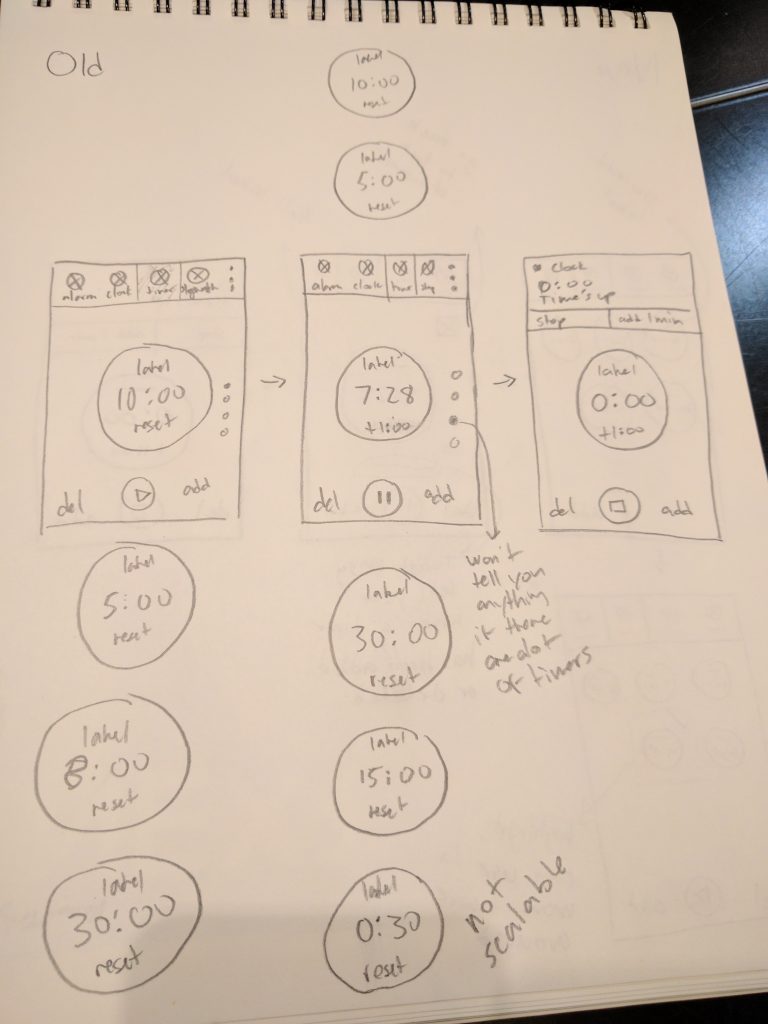 Old
label
10:00
reset
label
5:00
reset
alarm clock timer
label
10:00
reset
del add
label
5:00
reset
label
8:00
reset
label
30:00
reset
alarm clock timer stop
label
7:28
+1:00
del add
won't
tell you
anything
if there
are alot
of timers
label
30:00
reset
label
15:00
reset
label
0:30
reset
not
scalable
Clock
0:00
Time's up
stop add 1 min
label
0:00
+1:00
del add